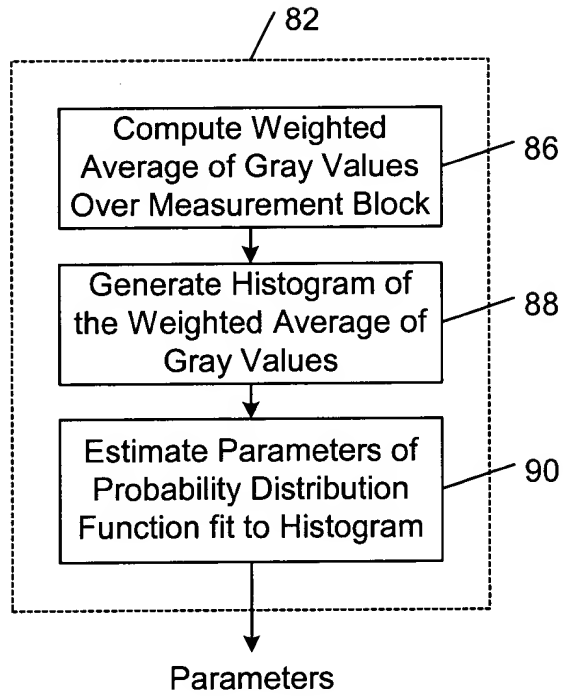 82
Compute Weighted
Average of Gray Values
Over Measurement Block
86
Generate Histogram of
the Weighted Average of
Gray Values
88
Estimate Parameters of
Probability Distribution
Function fit to Histogram
90
Parameters